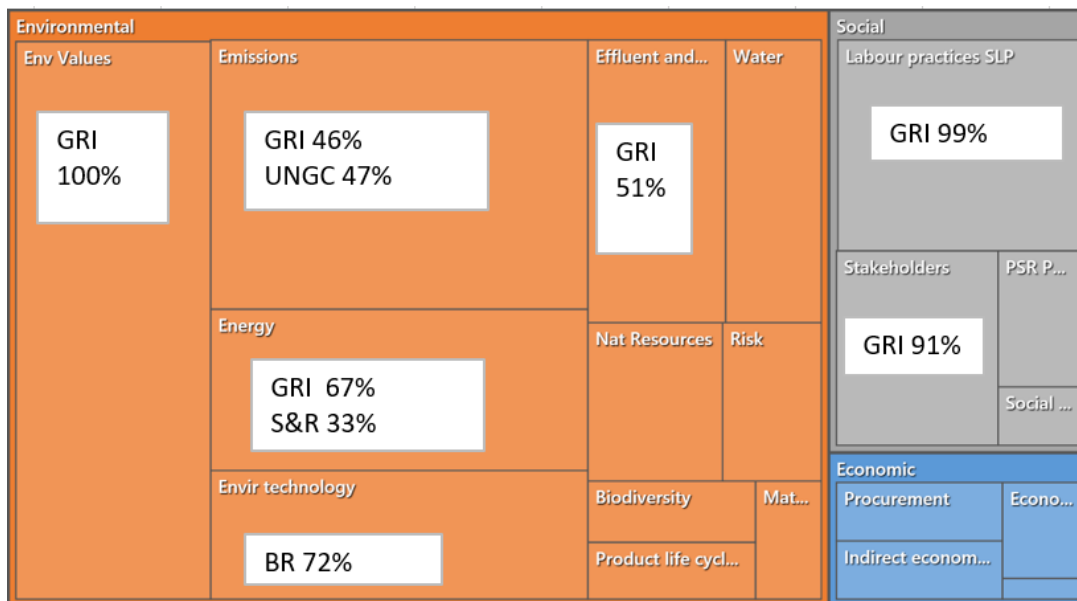 Environmental
Env Values
GRI
100%
Emissions
GRI 46%
UNGC 47%
Energy
GRI  67%
S&R 33%
Envir technology
BR 72%
Effluent and...
GRI
51%
Water
Nat Resources
Risk
Biodiversity
Mat...
Product life cycl...
Social
Labour practices SLP
GRI 99%
Stakeholders
GRI 91%
PSR P...
Social ...
Economic
Procurement
Econo...
Indirect econom...